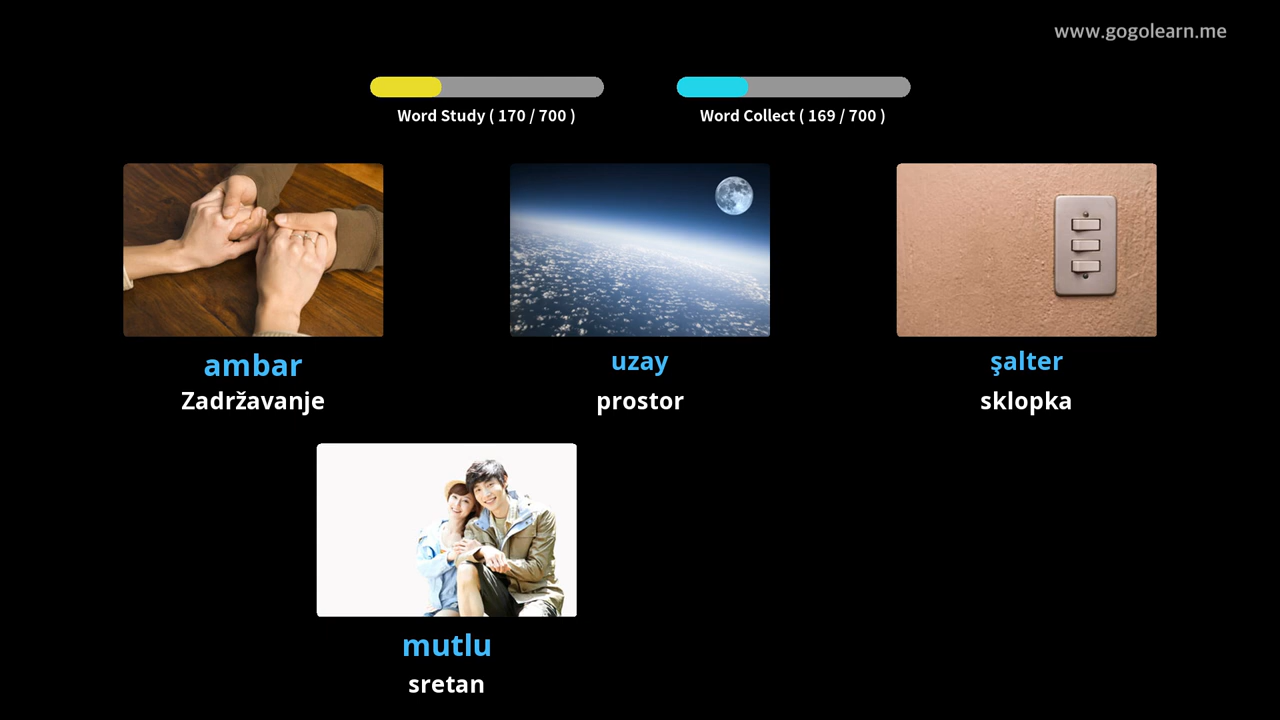 www.gogolearn.me
Word Study ( 170 / 700 )
Word Collect ( 169 / 700 )
ambar
Zadržavanje
uzay
prostor
şalter
sklopka
mutlu
sretan